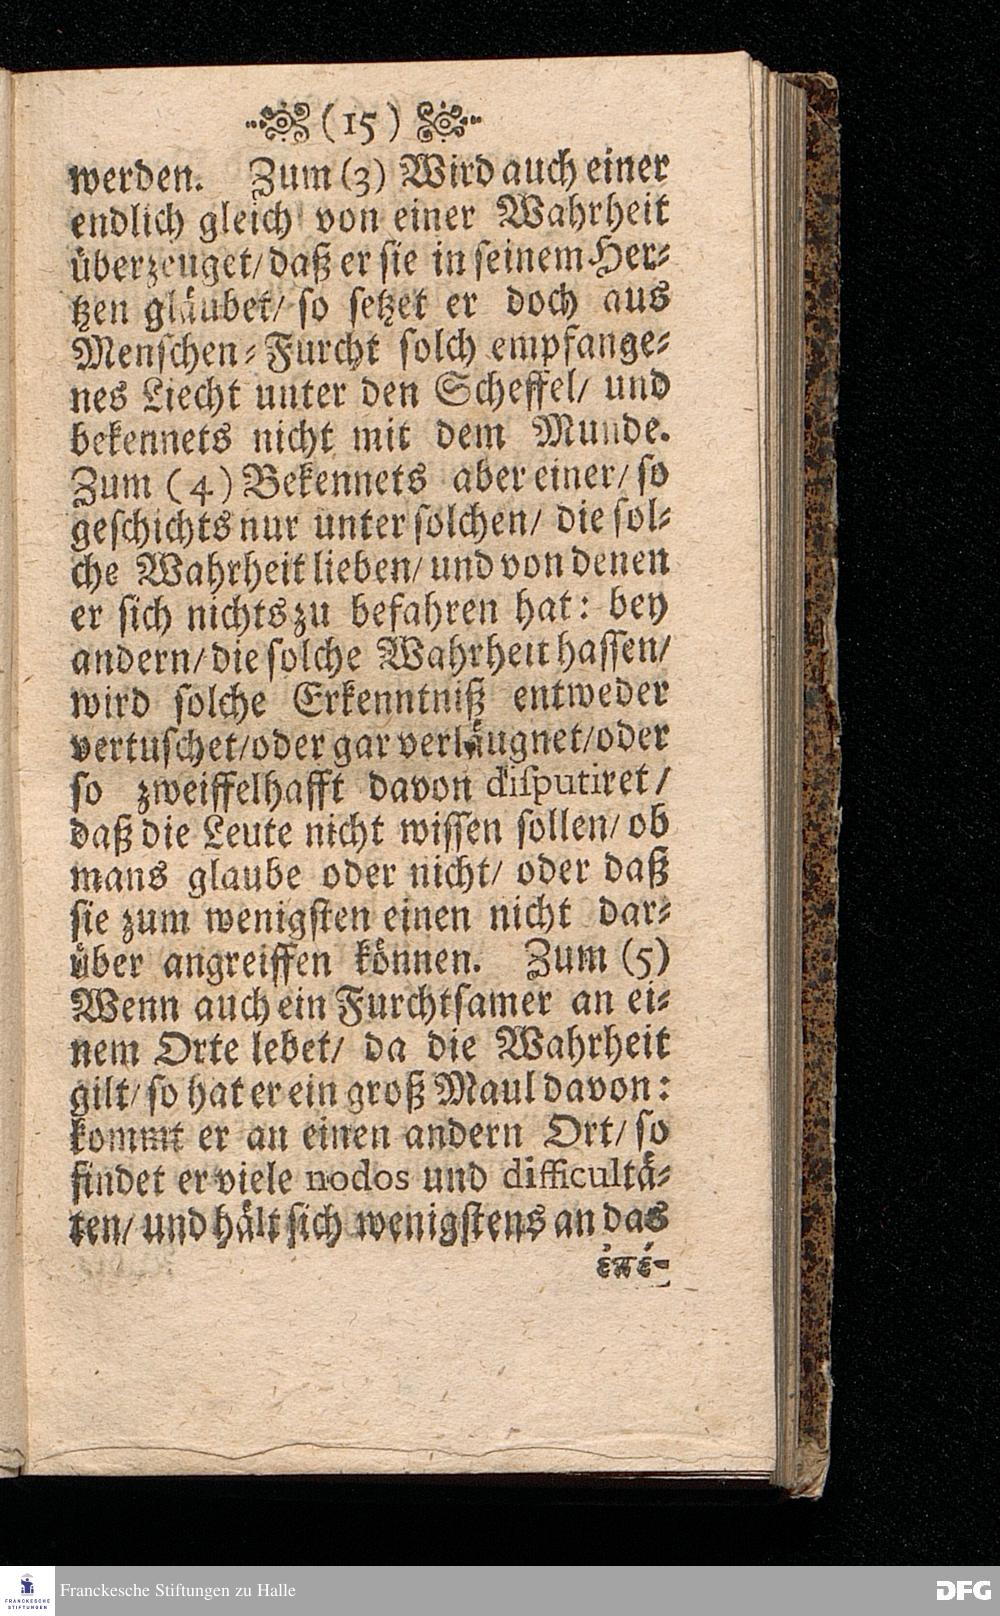 (15)
werden. Zum (3) Wird auch einer
endlich gleich von einer Wahrheit
überzeuget/ daß er sie in seinem Her-
tzen gläubet/ so setzet er doch aus
Menschen-Furcht solch empfange-
nes Liecht unter den Scheffel/ und
bekennets nicht mit dem Munde.
Zum (4) Bekennets aber einer/ so
geschichts nur unter solchen/ die sol-
che Wahrheit lieben/ und von denen
er sich nichts zu befahren hat: bey
andern/ die solche Wahrheit hassen/
wird solche Erkenntniß entweder
vertuschet/ oder gar verläugnet/ oder
so zweiffelhafft davon disputiret/
daß die Leute nicht wissen sollen/ ob
mans glaube oder nicht/ oder daß
sie zum wenigsten einen nicht dar-
über angreiffen können. Zum (5)
Wenn auch ein Furchtsamer an ei-
nem Orte lebet/ da die Wahrheit
gilt/ so hat er ein groß Maul davon:
kommt er an einen andern Ort/ so
findet er viele nodos und difficultä-
ten/ und hält sich wenigstens an das
ἐπέ-
Franckesche Stiftungen zu Halle
DFG
FRANCKESCHE
STIFTUNGEN